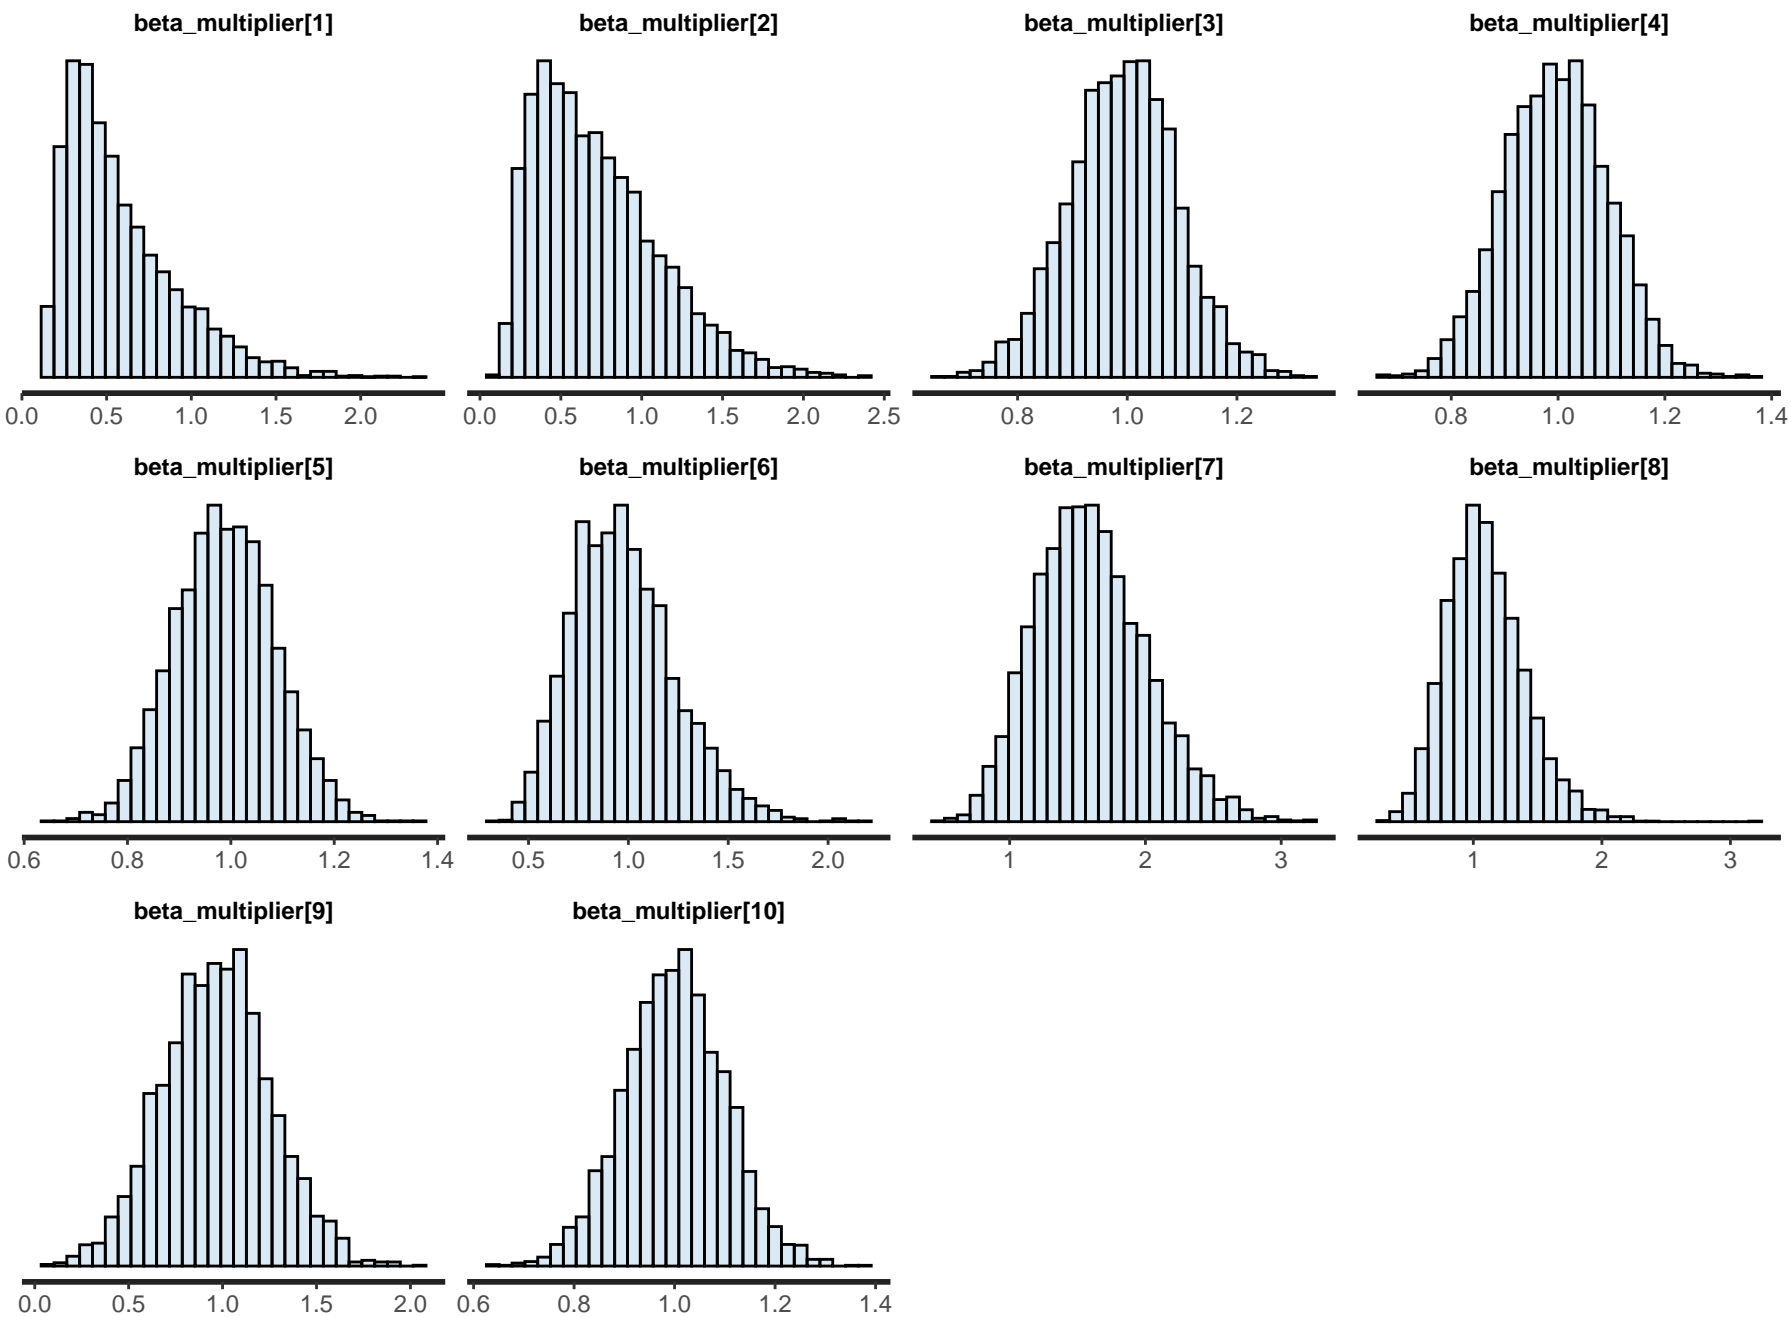 beta_multiplier[1] beta_multiplier[2] beta_multiplier[3] beta_multiplier[4]
0.0 0.5 1.0 1.5 2.0 0.0 0.5 1.0 1.5 2.0 2.5 0.8 1.0 1.2 0.8 1.0 1.2 1.4
beta_multiplier[5] beta_multiplier[6] beta_multiplier[7] beta_multiplier[8]
0.6 0.8 1.0 1.2 1.4 0.5 1.0 1.5 2.0 1 2 3 1 2 3
beta_multiplier[9] beta_multiplier[10]
0.0 0.5 1.0 1.5 2.0 0.6 0.8 1.0 1.2 1.4